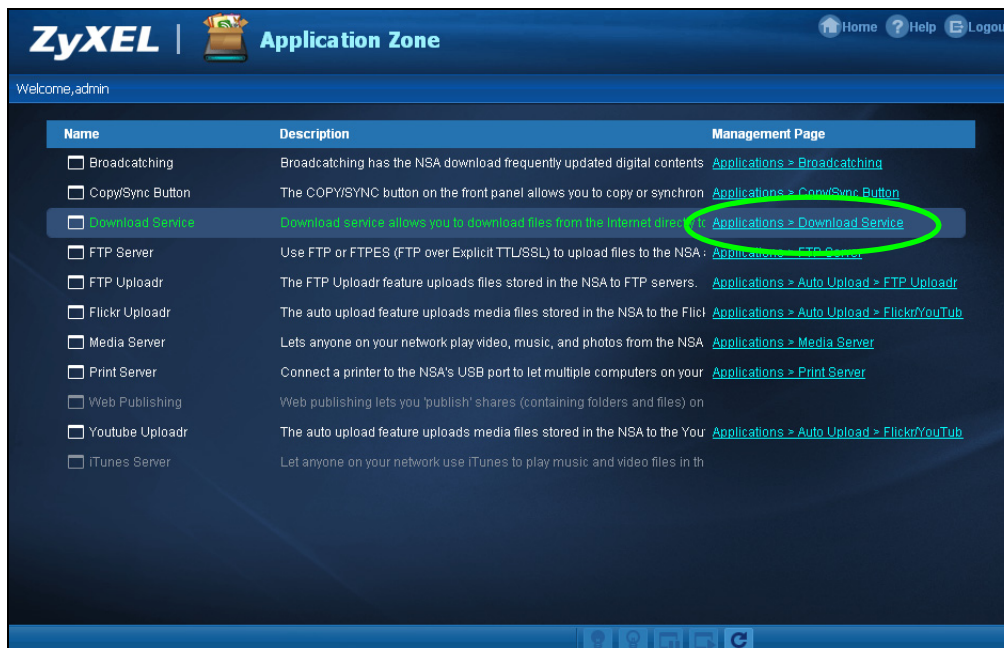 ZyXEL | Application Zone Home ? Help Logou
Welcome,admin
Name Description Management Page
Broadcatching Broadcatching has the NSA download frequently updated digital contents Applications > Broadcatching
Copy/Sync Button The COPY/SYNC button on the front panel allows you to copy or synchron Applications > Copy/Sync Button
Download Service Download service allows you to download files from the Internet directly to Applications > Download Service
FTP Server Use FTP or FTPES (FTP over Explicit TTL/SSL) to upload files to the NSA Applications > FTP Server
FTP Uploadr The FTP Uploadr feature uploads files stored in the NSA to FTP servers. Applications > Auto Upload > FTP Uploadr
Flickr Uploadr The auto upload feature uploads media files stored in the NSA to the Flick Applications > Auto Upload > Flickr/YouTub
Media Server Lets anyone on your network play video, music, and photos from the NSA Applications > Media Server
Print Server Connect a printer to the NSA's USB port to let multiple computers on your Applications > Print Server
Web Publishing Web publishing lets you 'publish' shares (containing folders and files) on
Youtube Uploadr The auto upload feature uploads media files stored in the NSA to the You Applications > Auto Upload > Flickr/YouTub
iTunes Server Let anyone on your network use iTunes to play music and video files in th